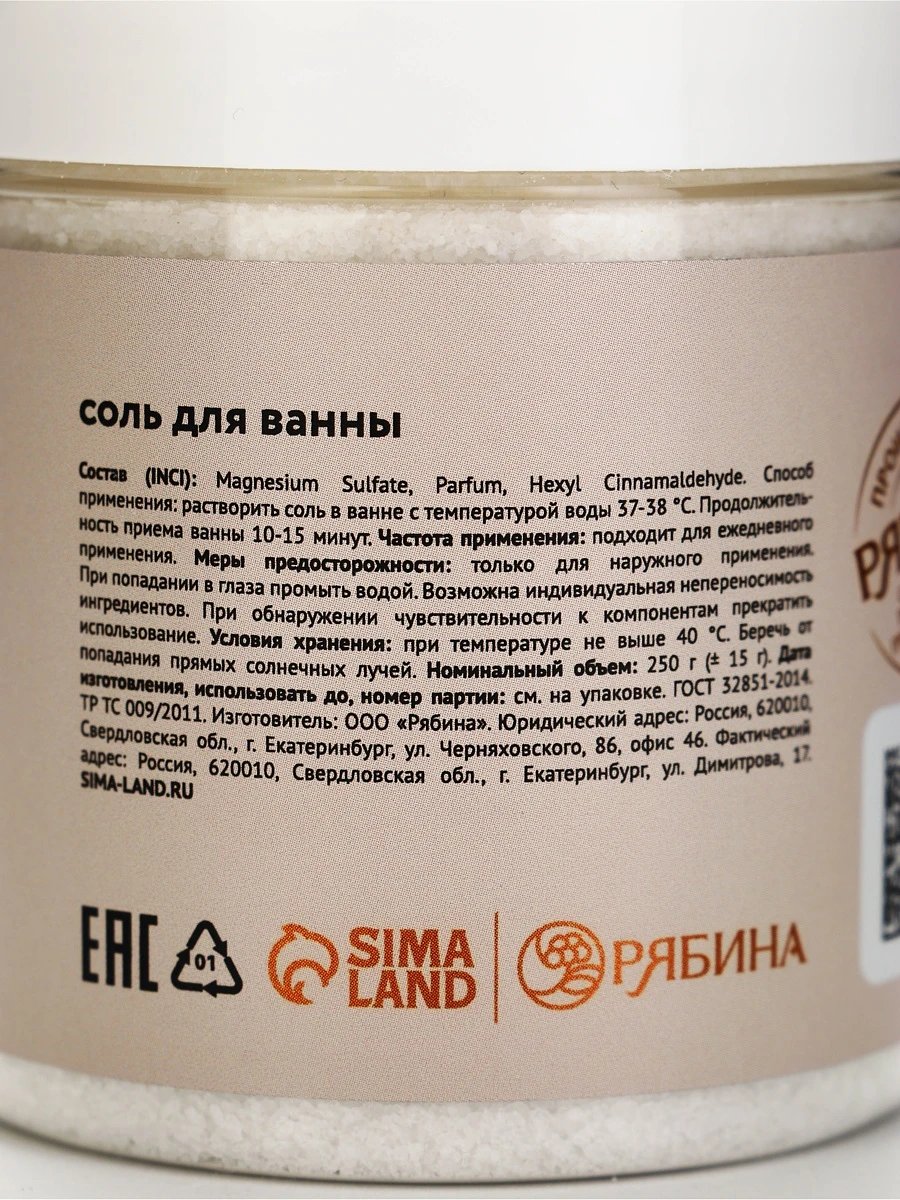 соль для ванны
Состав (INCI): Magnesium Sulfate, Parfum, Hexyl Cinnamaldehyde. Способ
применения: растворить соль в ванне с температурой воды 37-38 °C. Продолжитель-
ность приема ванны 10-15 минут. Частота применения: подходит для ежедневного
применения. Меры предосторожности: только для наружного применения.
При попадании в глаза промыть водой. Возможна индивидуальная непереносимость
ингредиентов. При обнаружении чувствительности к компонентам прекратить
использование. Условия хранения: при температуре не выше 40 °C. Беречь от
попадания прямых солнечных лучей. Номинальный объем: 250 г (± 15 г). Дата
изготовления, использовать до, номер партии: см. на упаковке. ГОСТ 32851-2014.
ТР ТС 009/2011. Изготовитель: ООО «Рябина». Юридический адрес: Россия, 620010,
Свердловская обл., г. Екатеринбург, ул. Черняховского, 86, офис 46. Фактический
адрес: Россия, 620010, Свердловская обл., г. Екатеринбург, ул. Димитрова, 17.
SIMA-LAND.RU
EAC
01
SIMA
LAND
РЯБИНА